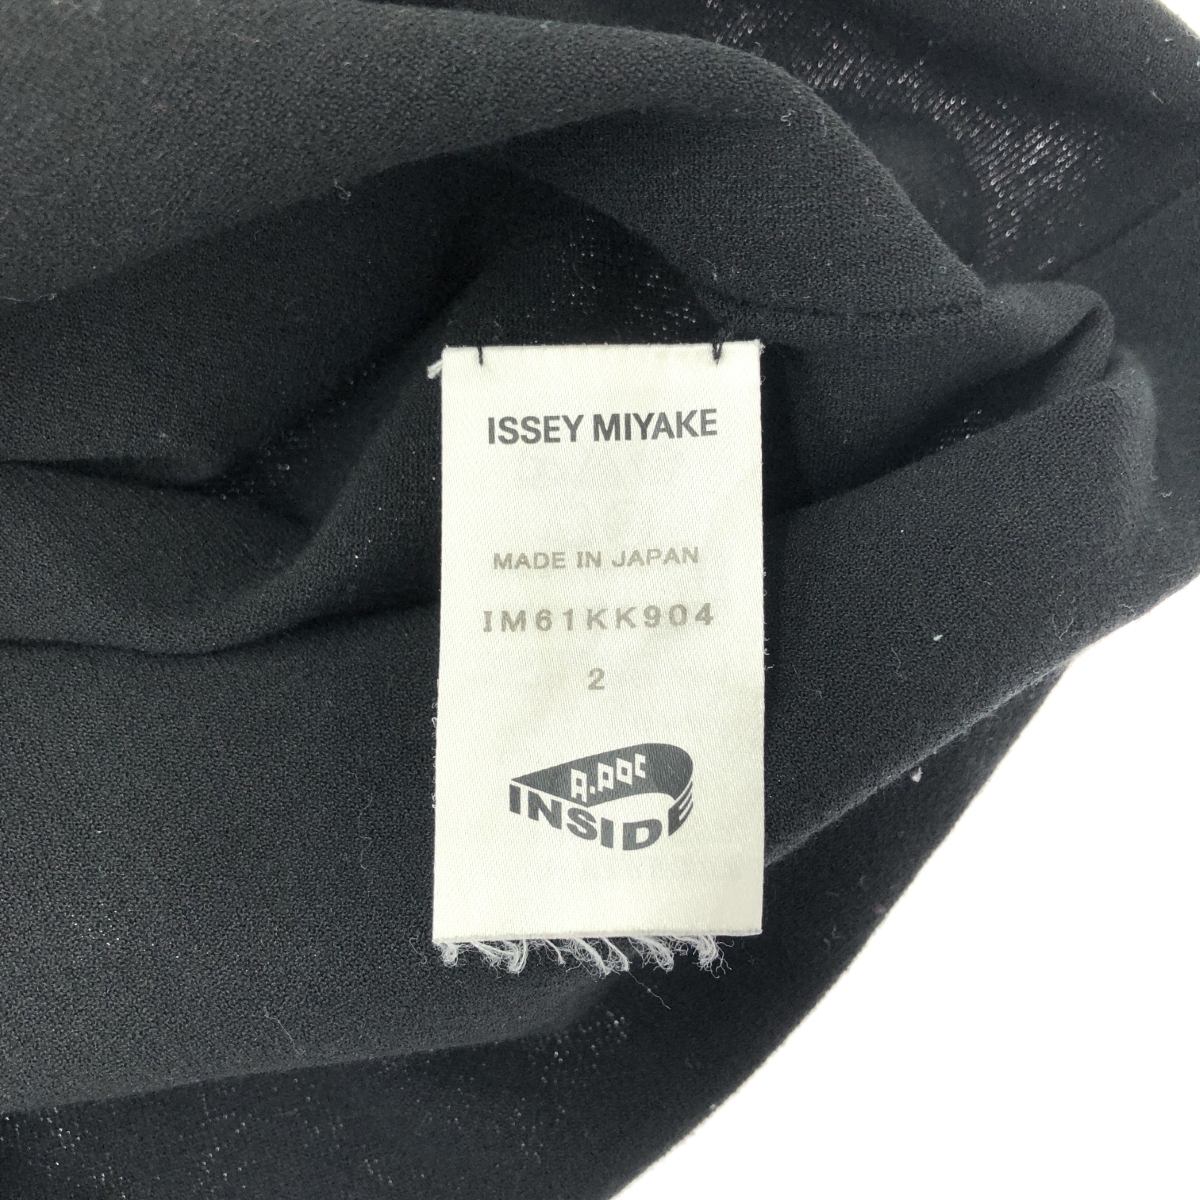 ISSEY MIYAKE
MADE IN JAPAN
IM61KK904
2
A.POC
INSIDE